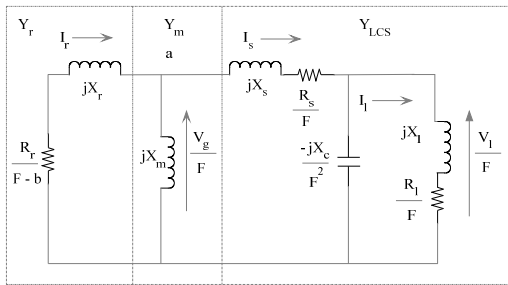 Y_r
Y_m
Y_LCS
I_r
a
I_s
jX_r
jX_s
R_s
F
I_l
jX_m
V_g
F
-jX_c
F^2
jX_l
V_l
F
R_r
F - b
R_l
F